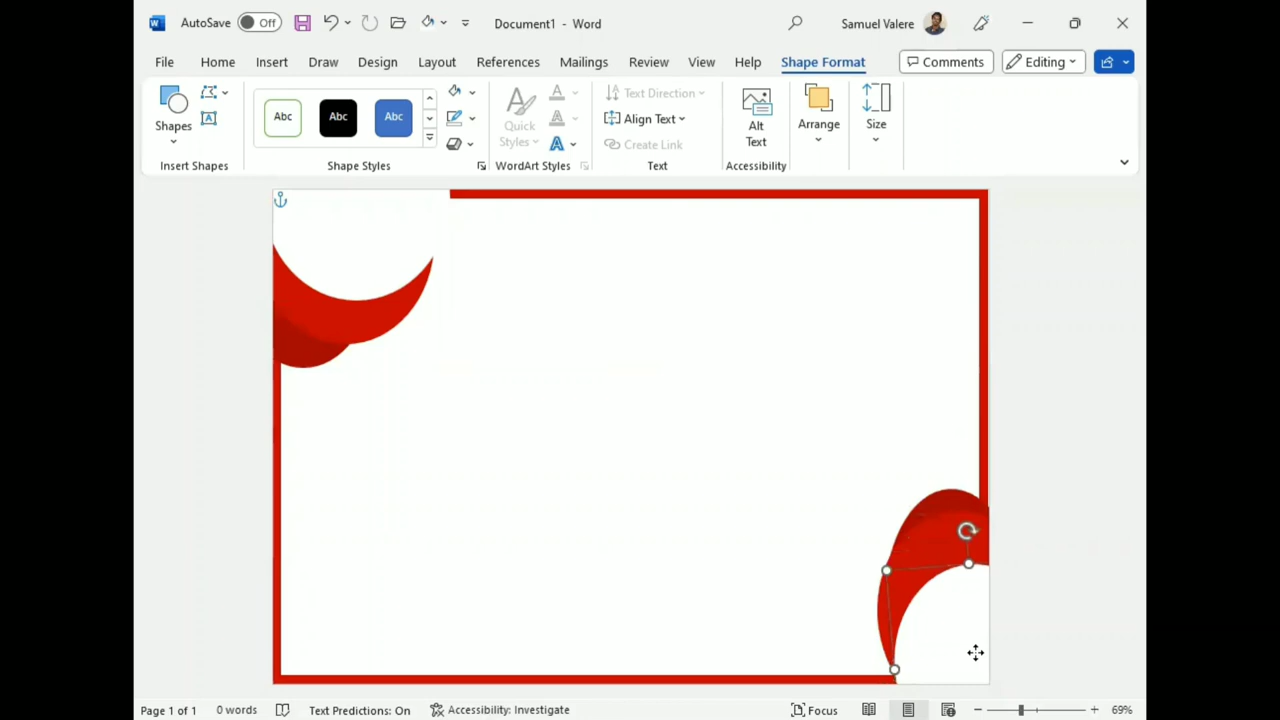 AutoSave Off Document1 - Word Samuel Valere
File Home Insert Draw Design Layout References Mailings Review View Help Shape Format Comments Editing
Shapes
Abc Abc Abc
Quick
Styles
Text Direction
Align Text
Create Link
Alt
Text
Arrange
Size
Insert Shapes Shape Styles WordArt Styles Text Accessibility
Page 1 of 1 0 words Text Predictions: On Accessibility: Investigate Focus 69%